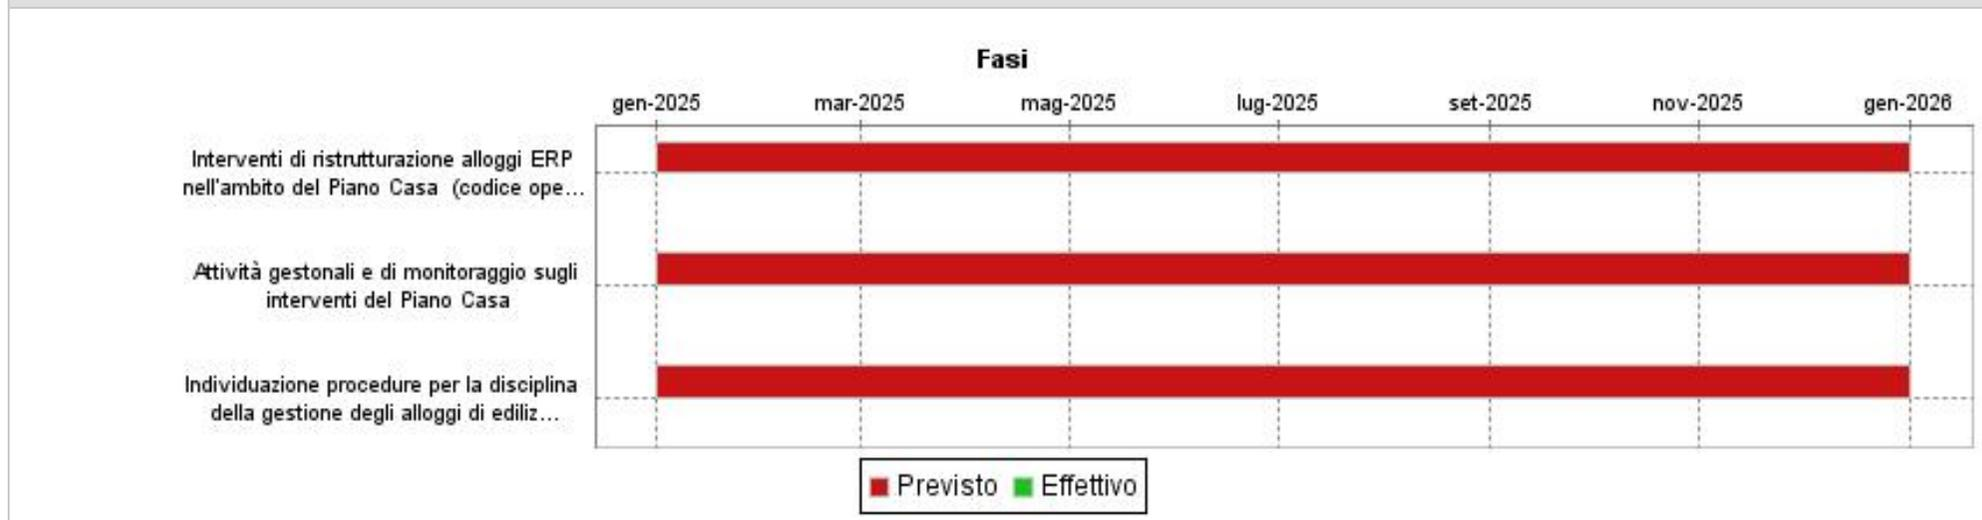 Fasi
gen-2025 mar-2025 mag-2025 lug-2025 set-2025 nov-2025 gen-2026
Interventi di ristrutturazione alloggi ERP
nell'ambito del Piano Casa (codice ope...
Attività gestonali e di monitoraggio sugli
interventi del Piano Casa
Individuazione procedure per la disciplina
della gestione degli alloggi di ediliz...
Previsto Effettivo